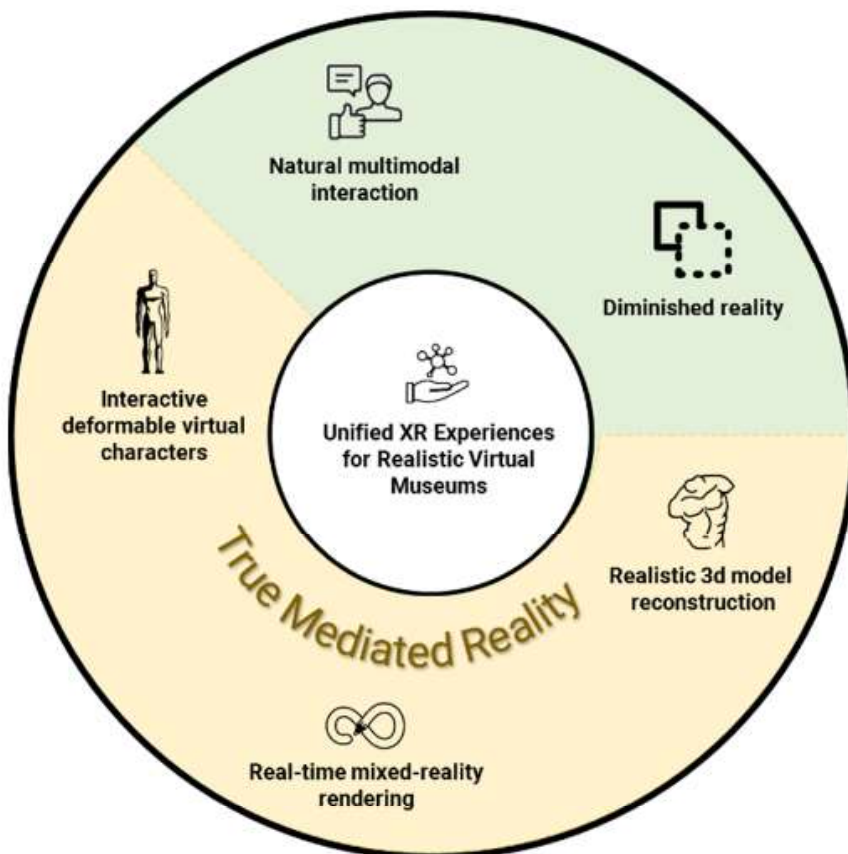 Natural multimodal
interaction
Diminished reality
Interactive
deformable virtual
characters
Unified XR Experiences
for Realistic Virtual
Museums
Realistic 3d model
reconstruction
True Mediated Reality
Real-time mixed-reality
rendering